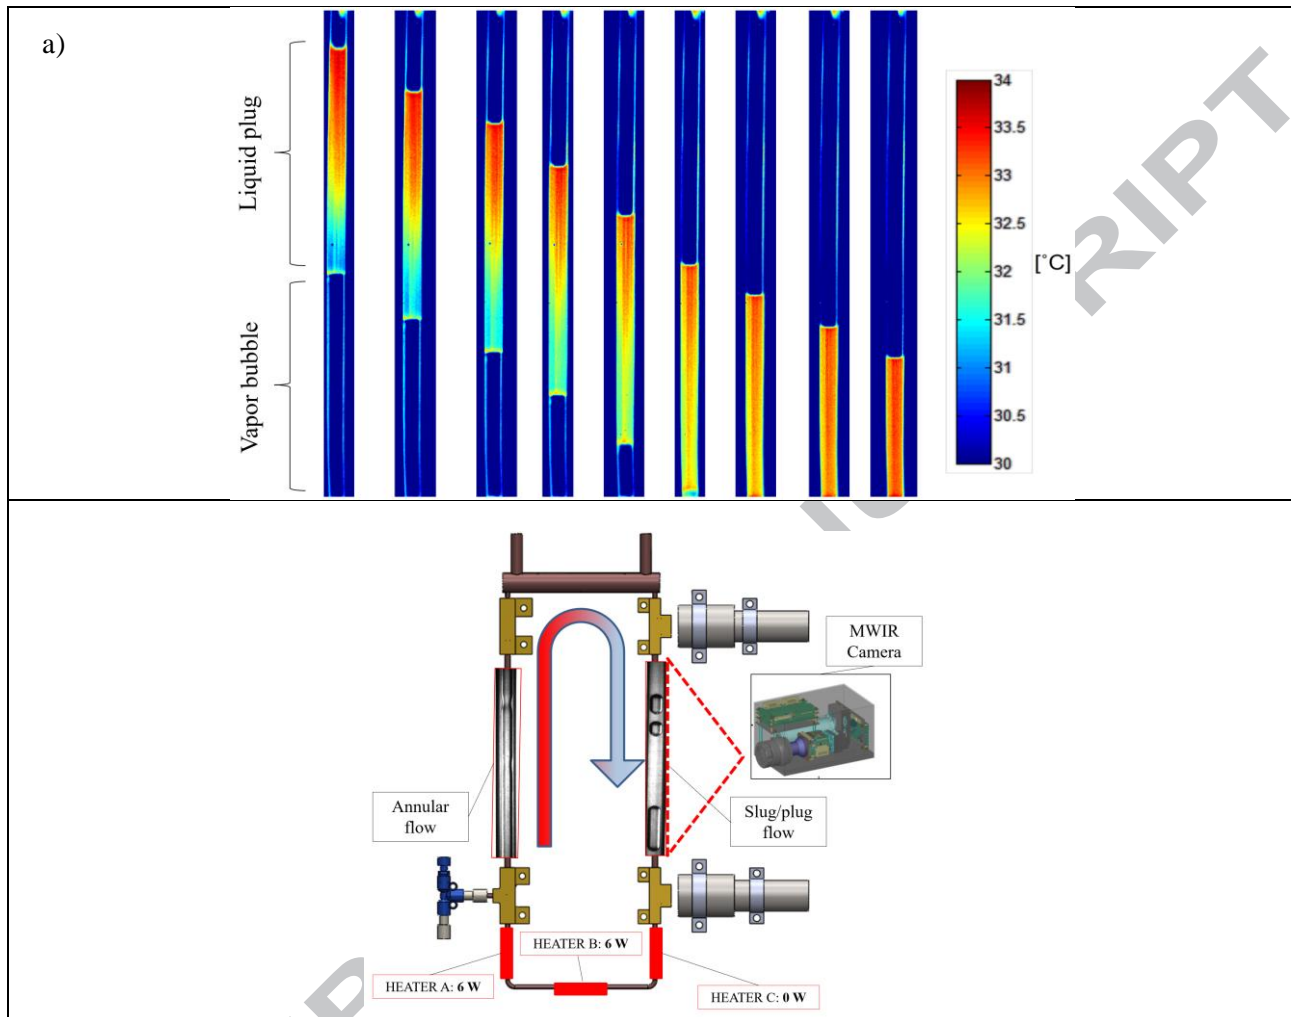 a)
Liquid plug
Vapor bubble
34
33.5
33
32.5
32
31.5
31
30.5
30
[˚C]
RIPT
MWIR
Camera
Annular
flow
Slug/plug
flow
HEATER B: 6 W
HEATER A: 6 W
HEATER C: 0 W